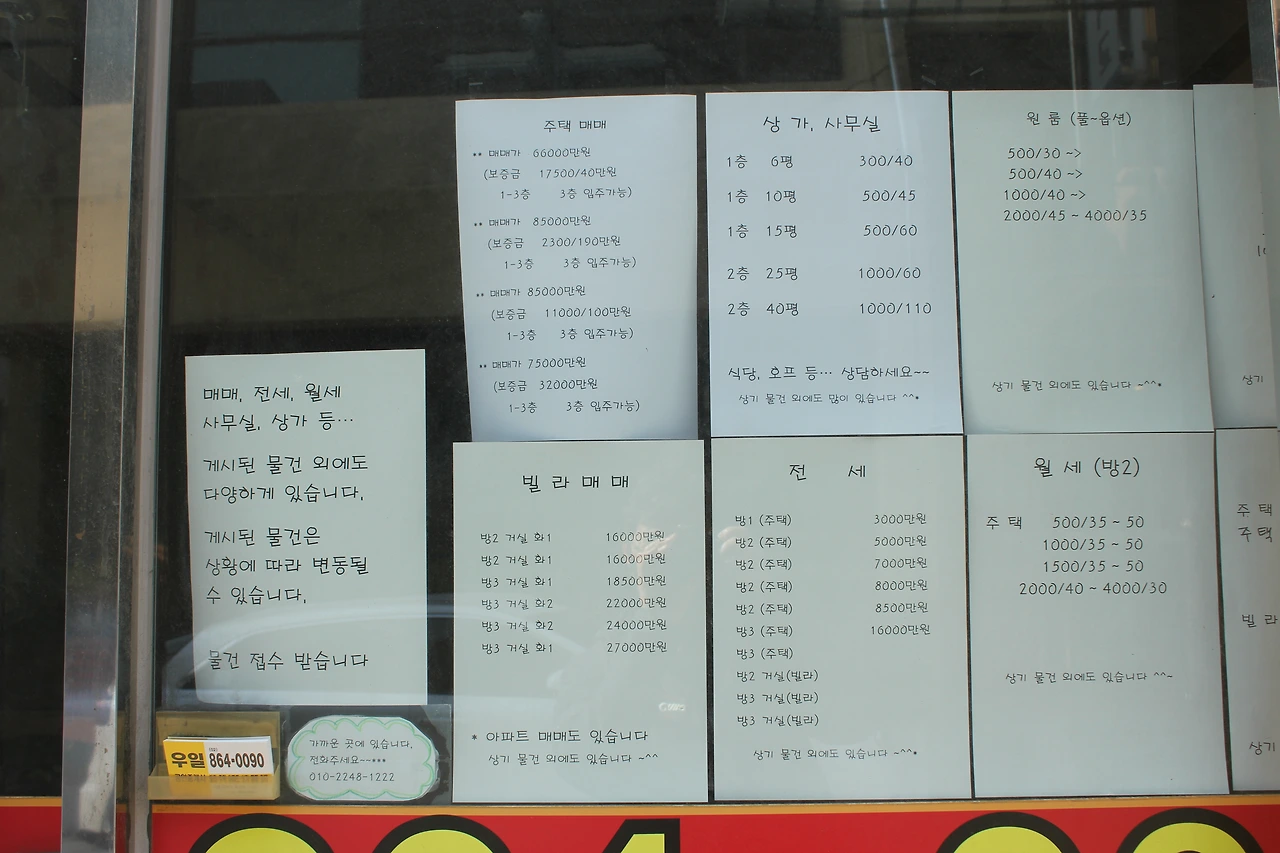 주택 매매
** 매매가 66000만원
(보증금 17500/40만원
1-3층 3층 입주가능)
** 매매가 85000만원
(보증금 2300/190만원
1-3층 3층 입주가능)
** 매매가 85000만원
(보증금 11000/100만원
1-3층 3층 입주가능)
** 매매가 75000만원
(보증금 32000만원
1-3층 3층 입주가능)
상 가, 사무실
1층 6평 300/40
1층 10평 500/45
1층 15평 500/60
2층 25평 1000/60
2층 40평 1000/110
식당, 호프 등… 상담하세요~~
상기 물건 외에도 많이 있습니다 ^^*
원 룸 (풀~옵션)
500/30 ~>
500/40 ~>
1000/40 ~>
2000/45 ~ 4000/35
상기 물건 외에도 있습니다 ~^^*
상기
매매, 전세, 월세
사무실, 상가 등…
게시된 물건 외에도
다양하게 있습니다.
게시된 물건은
상황에 따라 변동될
수 있습니다.
물건 접수 받습니다
빌 라 매 매
방2 거실 화1 16000만원
방2 거실 화1 16000만원
방3 거실 화1 18500만원
방3 거실 화2 22000만원
방3 거실 화2 24000만원
방3 거실 화1 27000만원
* 아파트 매매도 있습니다
상기 물건 외에도 있습니다 ~^^
전 세
방1 (주택) 3000만원
방2 (주택) 5000만원
방2 (주택) 7000만원
방2 (주택) 8000만원
방2 (주택) 8500만원
방3 (주택) 16000만원
방3 (주택)
방2 거실(빌라)
방3 거실(빌라)
방3 거실(빌라)
상기 물건 외에도 있습니다 ~^^*
월 세 (방2)
주 택 500/35 ~ 50
1000/35 ~ 50
1500/35 ~ 50
2000/40 ~ 4000/30
상기 물건 외에도 있습니다 ^^~
주 택
주 택
빌 라
상기
우일 864-0090
가까운 곳에 있습니다.
전화주세요~~***
010-2248-1222